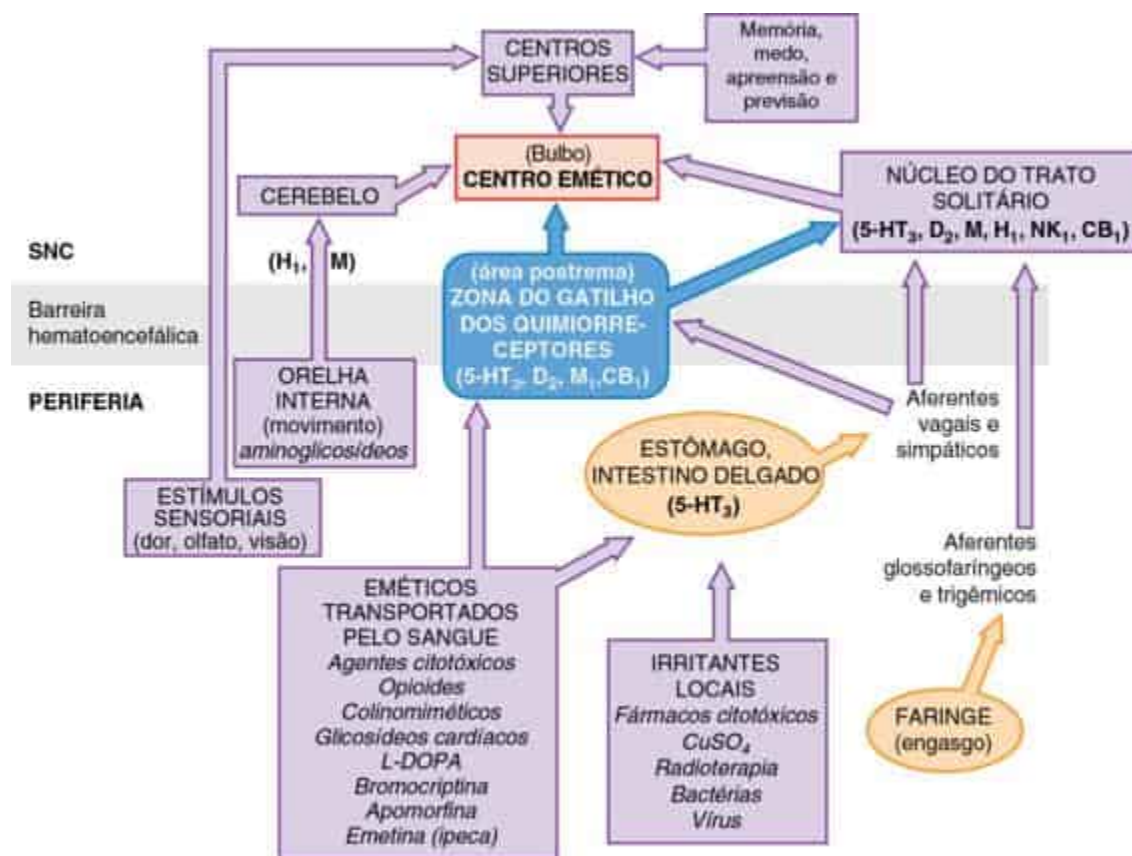 CENTROS
SUPERIORES
Memória,
medo,
apreensão e
previsão
(Bulbo)
CENTRO EMÉTICO
CEREBELO
NÚCLEO DO TRATO
SOLITÁRIO
(5-HT₃, D₂, M, H₁, NK₁, CB₁)
SNC
(H₁, M)
(área postrema)
ZONA DO GATILHO
DOS QUIMIORRE-
CEPTORES
(5-HT₃, D₂, M₁,CB₁)
Barreira
hematoencefálica
PERIFERIA
ORELHA
INTERNA
(movimento)
aminoglicosídeos
Aferentes
vagais e
simpáticos
ESTÔMAGO,
INTESTINO DELGADO
(5-HT₃)
ESTÍMULOS
SENSORIAIS
(dor, olfato, visão)
Aferentes
glossofaríngeos
e trigêmicos
EMÉTICOS
TRANSPORTADOS
PELO SANGUE
Agentes citotóxicos
Opioides
Colinomiméticos
Glicosídeos cardíacos
L-DOPA
Bromocriptina
Apomorfina
Emetina (ipeca)
IRRITANTES
LOCAIS
Fármacos citotóxicos
CuSO₄
Radioterapia
Bactérias
Vírus
FARINGE
(engasgo)